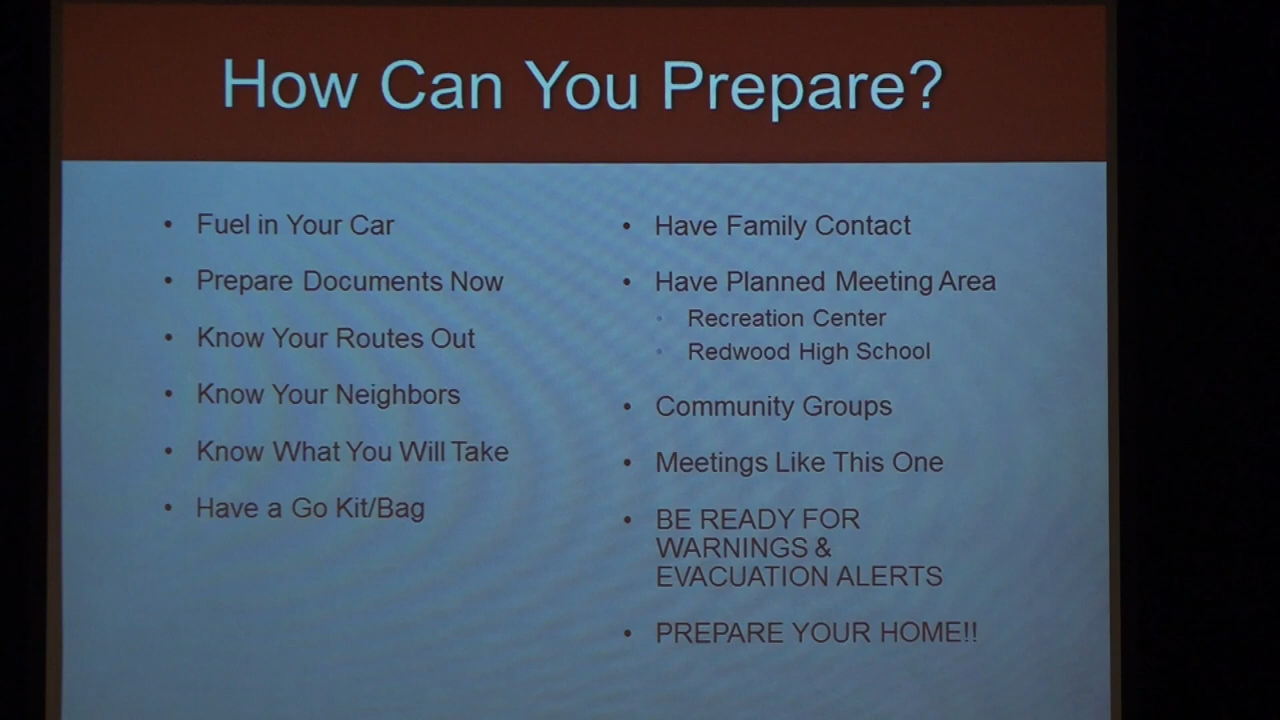 How Can You Prepare?
• Fuel in Your Car
• Prepare Documents Now
• Know Your Routes Out
• Know Your Neighbors
• Know What You Will Take
• Have a Go Kit/Bag
• Have Family Contact
• Have Planned Meeting Area
• Recreation Center
• Redwood High School
• Community Groups
• Meetings Like This One
• BE READY FOR
WARNINGS &
EVACUATION ALERTS
• PREPARE YOUR HOME!!